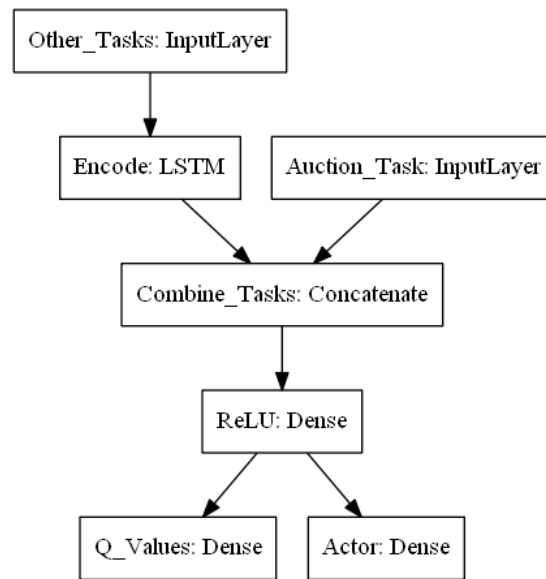 Other_Tasks: InputLayer
Encode: LSTM
Auction_Task: InputLayer
Combine_Tasks: Concatenate
ReLU: Dense
Q_Values: Dense
Actor: Dense